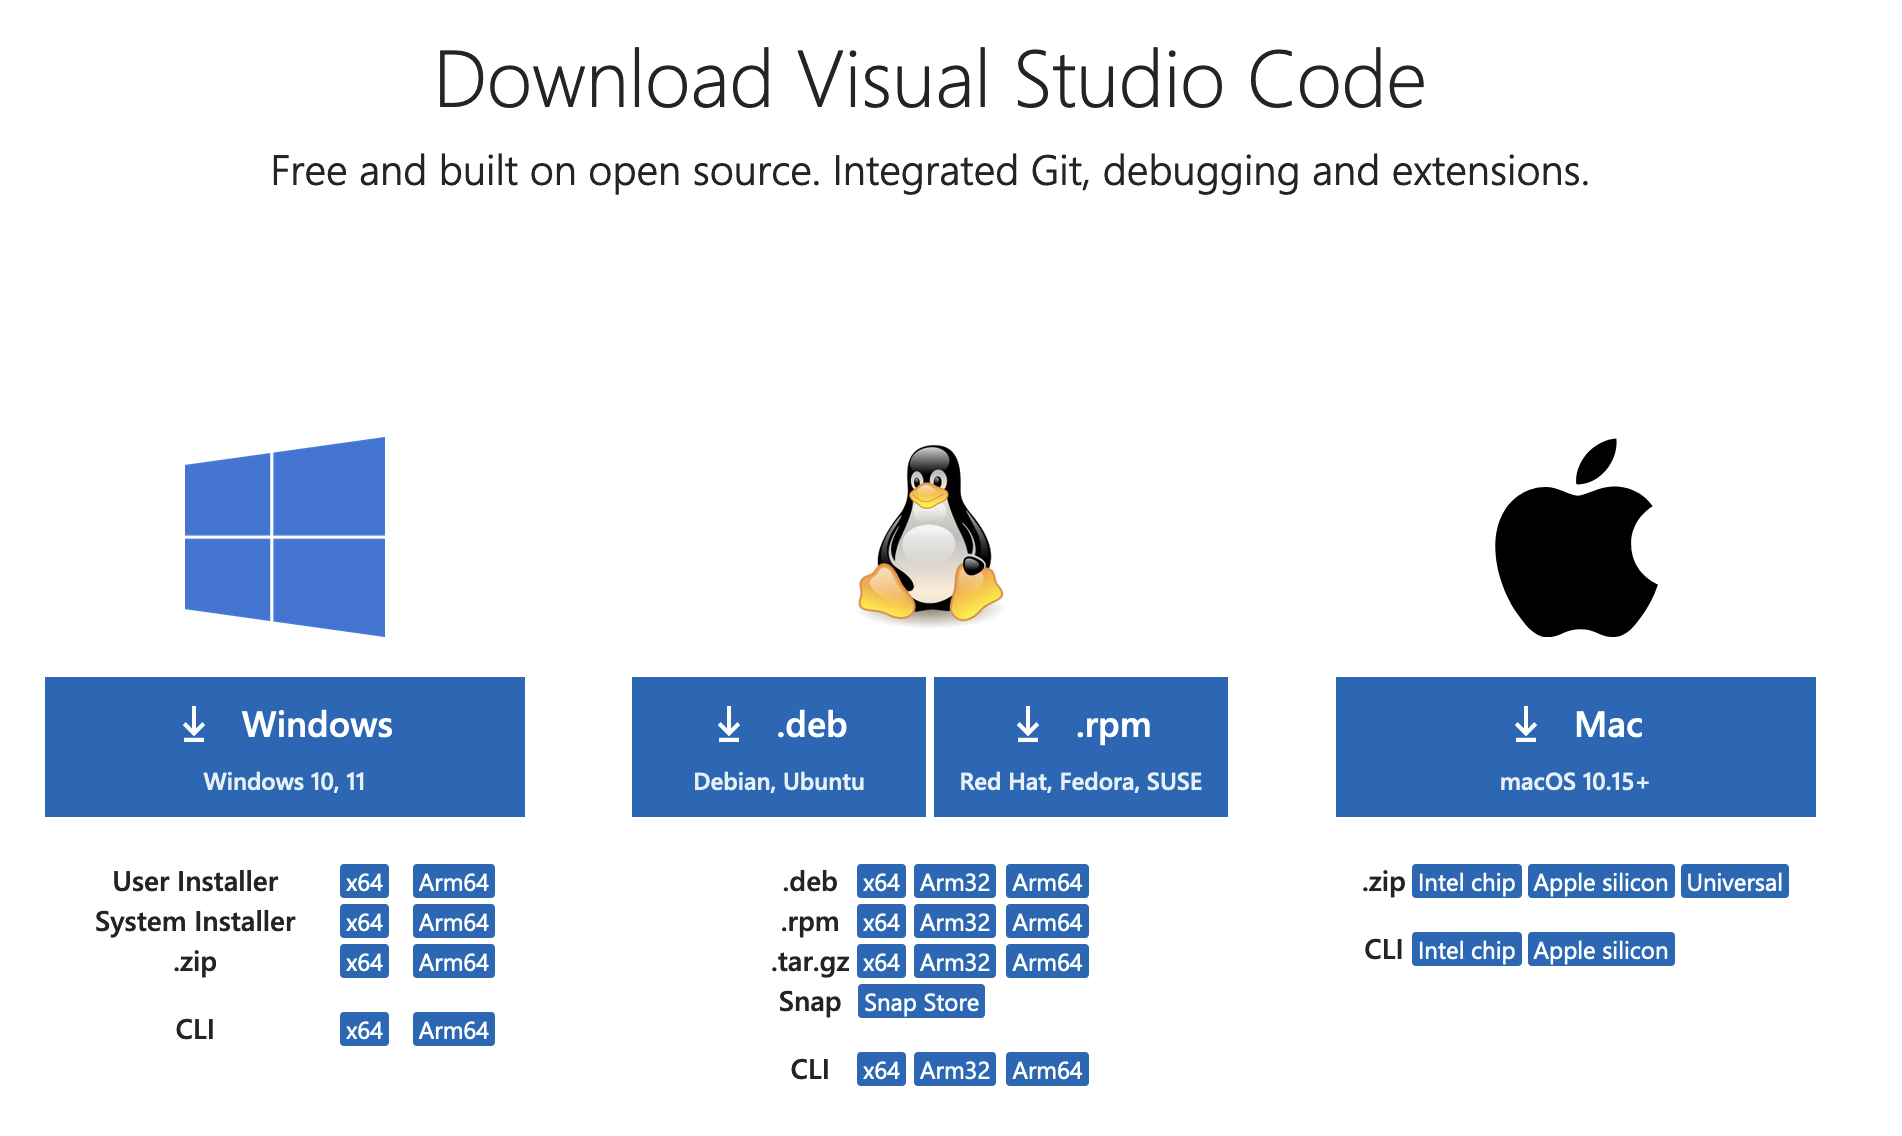 Download Visual Studio Code
Free and built on open source. Integrated Git, debugging and extensions.
Windows
Windows 10, 11
User Installer x64 Arm64
System Installer x64 Arm64
.zip x64 Arm64
CLI x64 Arm64
.deb
Debian, Ubuntu
.rpm
Red Hat, Fedora, SUSE
.deb x64 Arm32 Arm64
.rpm x64 Arm32 Arm64
.tar.gz x64 Arm32 Arm64
Snap Snap Store
CLI x64 Arm32 Arm64
Mac
macOS 10.15+
.zip Intel chip Apple silicon Universal
CLI Intel chip Apple silicon